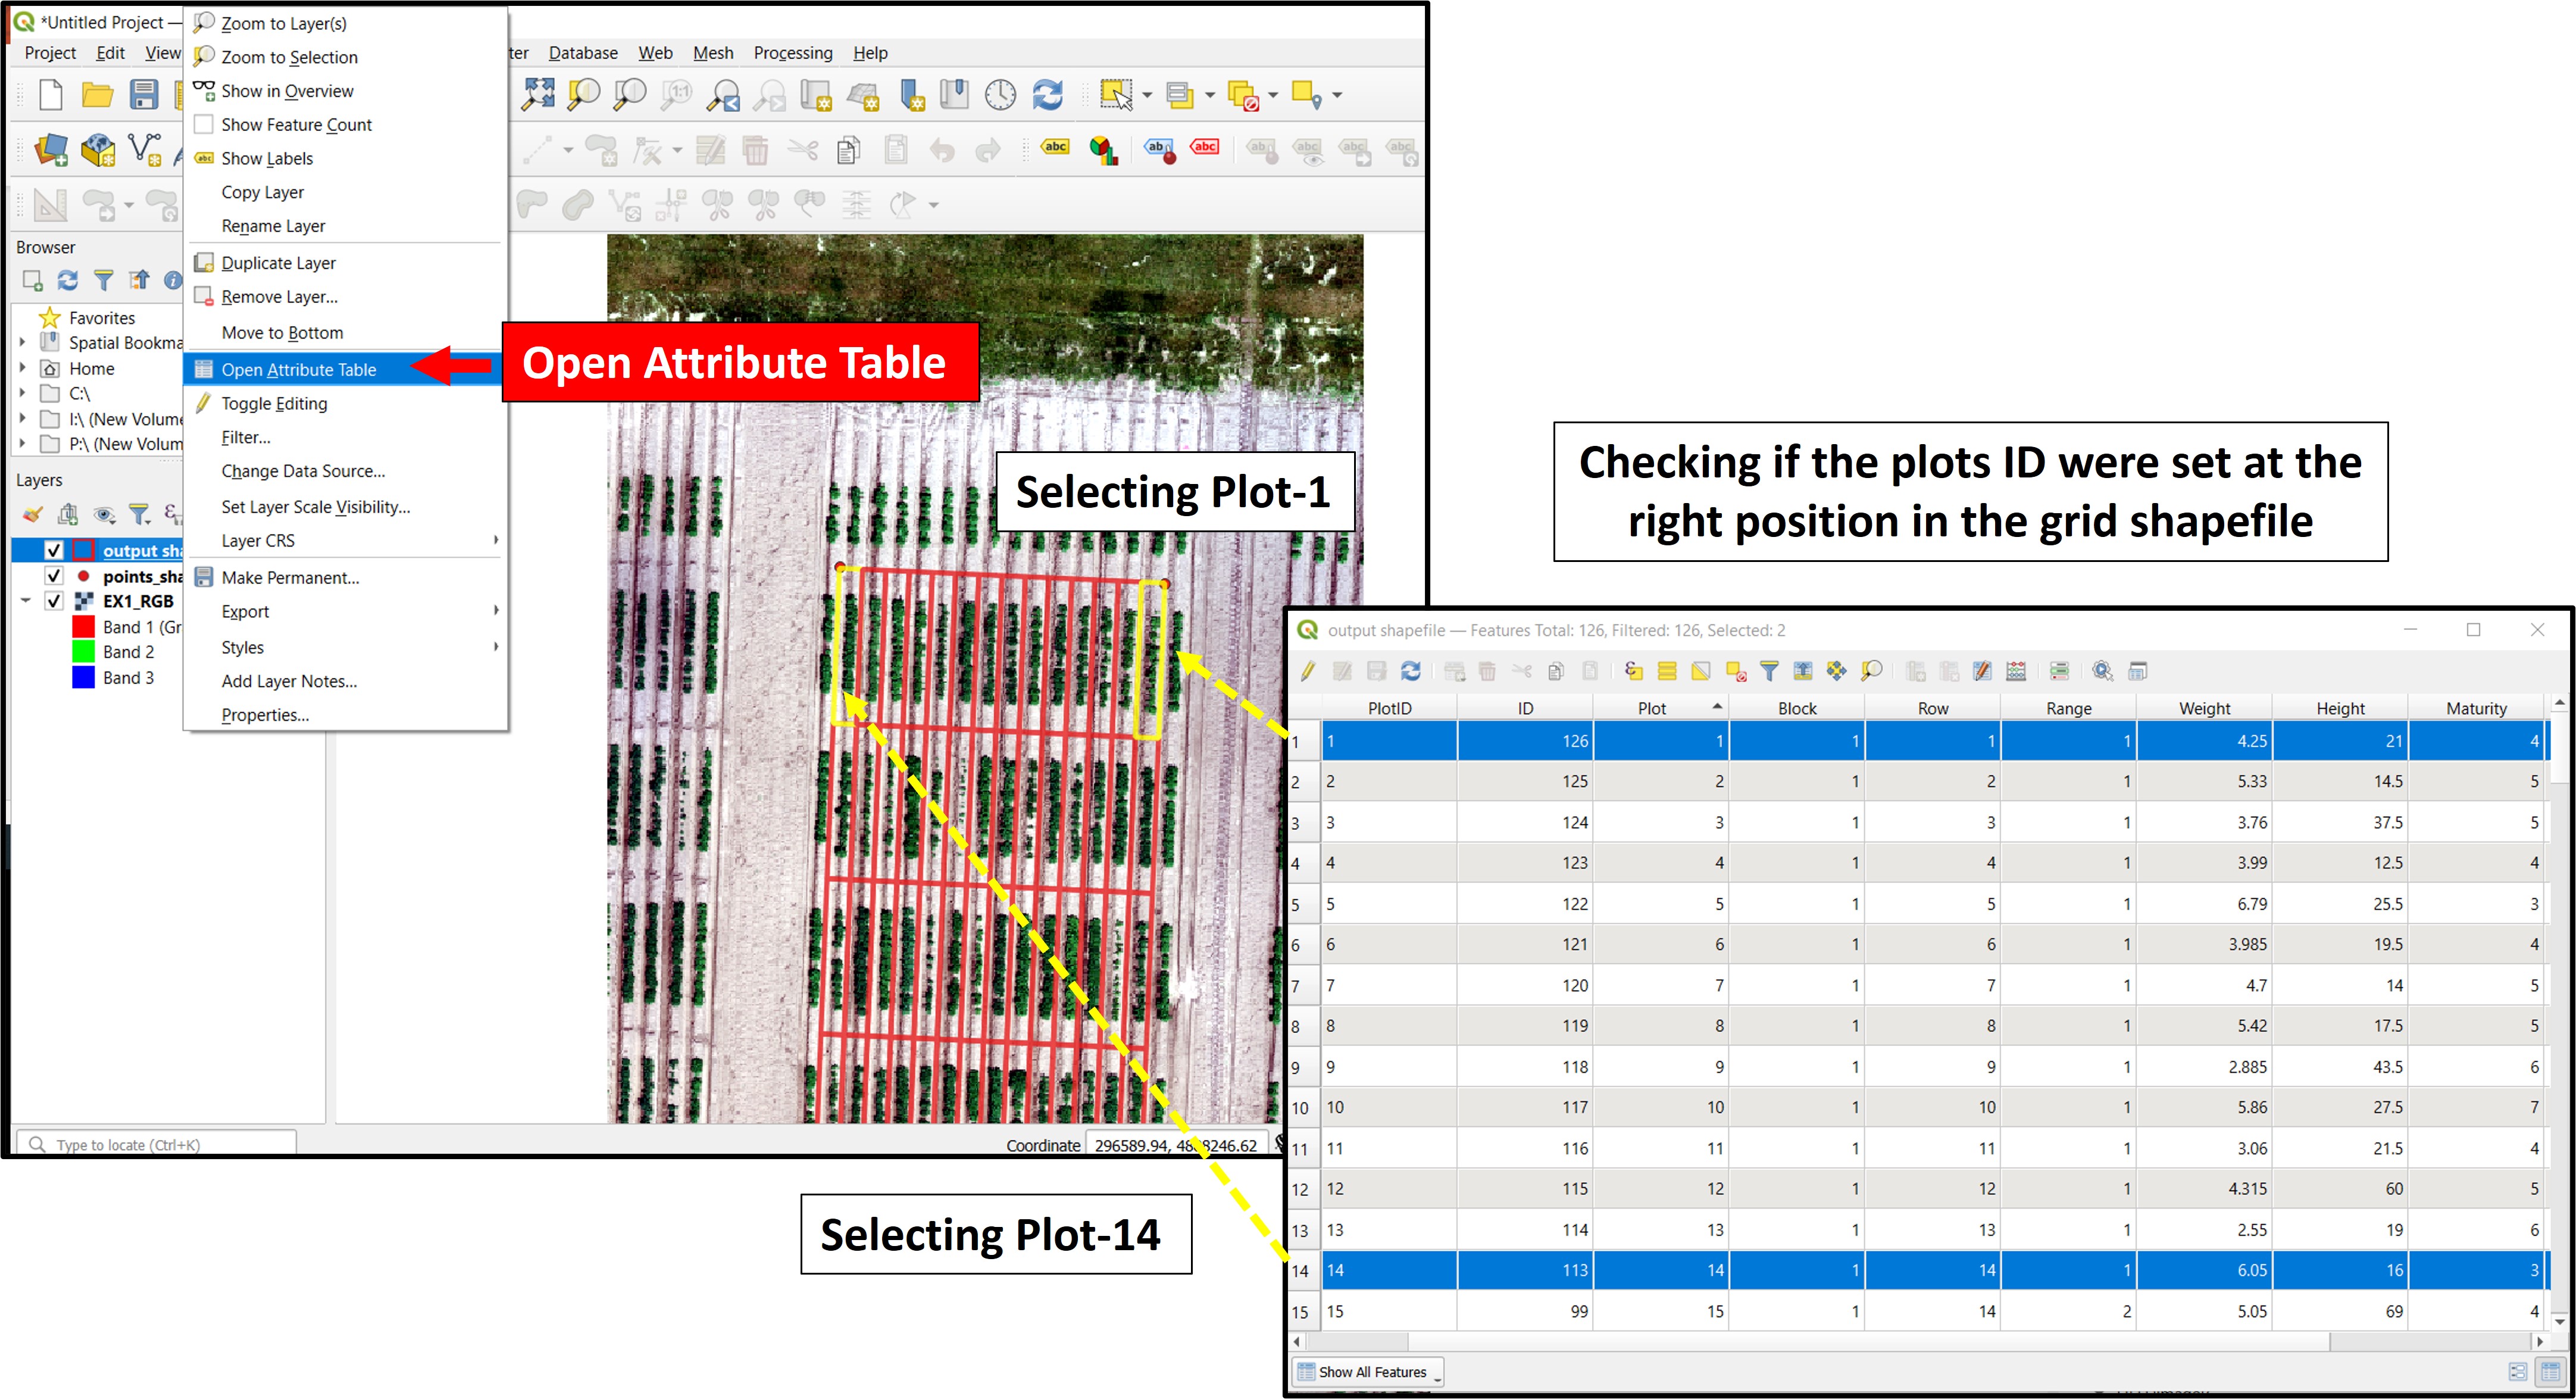 *Untitled Project —
Project Edit View
ter Database Web Mesh Processing Help
Zoom to Layer(s)
Zoom to Selection
Show in Overview
Show Feature Count
Show Labels
Copy Layer
Rename Layer
Duplicate Layer
Remove Layer...
Move to Bottom
Open Attribute Table
Toggle Editing
Filter...
Change Data Source...
Set Layer Scale Visibility...
Layer CRS
Make Permanent...
Export
Styles
Add Layer Notes...
Properties...
Browser
Favorites
Spatial Bookma
Home
C:\
I:\ (New Volume
P:\ (New Volum
Layers
output sha
points_sha
EX1_RGB
Band 1 (Gr
Band 2
Band 3
Type to locate (Ctrl+K)
Coordinate 296589.94,
Open Attribute Table
Selecting Plot-1
Selecting Plot-14
Checking if the plots ID were set at the
right position in the grid shapefile
output shapefile — Features Total: 126, Filtered: 126, Selected: 2
PlotID ID Plot Block Row Range Weight Height Maturity
1 1 126 1 1 1 1 4.25 21 4
2 2 125 2 1 2 1 5.33 14.5 5
3 3 124 3 1 3 1 3.76 37.5 5
4 4 123 4 1 4 1 3.99 12.5 4
5 5 122 5 1 5 1 6.79 25.5 3
6 6 121 6 1 6 1 3.985 19.5 4
7 7 120 7 1 7 1 4.7 14 5
8 8 119 8 1 8 1 5.42 17.5 5
9 9 118 9 1 9 1 2.885 43.5 6
10 10 117 10 1 10 1 5.86 27.5 7
11 11 116 11 1 11 1 3.06 21.5 4
12 12 115 12 1 12 1 4.315 60 5
13 13 114 13 1 13 1 2.55 19 6
14 14 113 14 1 14 1 6.05 16 3
15 15 99 15 1 14 2 5.05 69 4
Show All Features